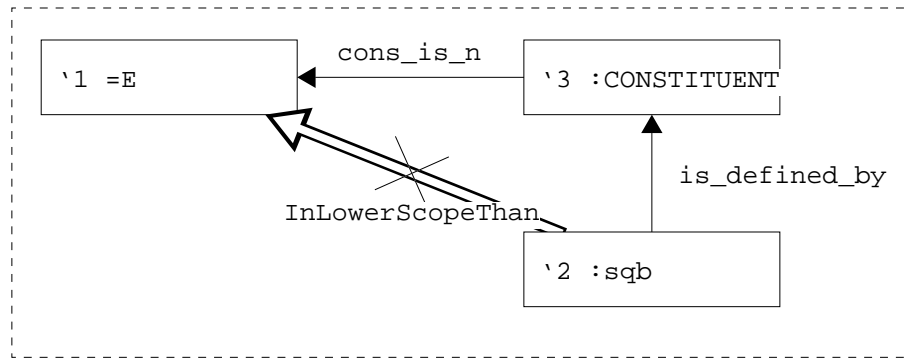 cons_is_n
‘1 =E
‘3 :CONSTITUENT
is_defined_by
InLowerScopeThan
‘2 :sqb